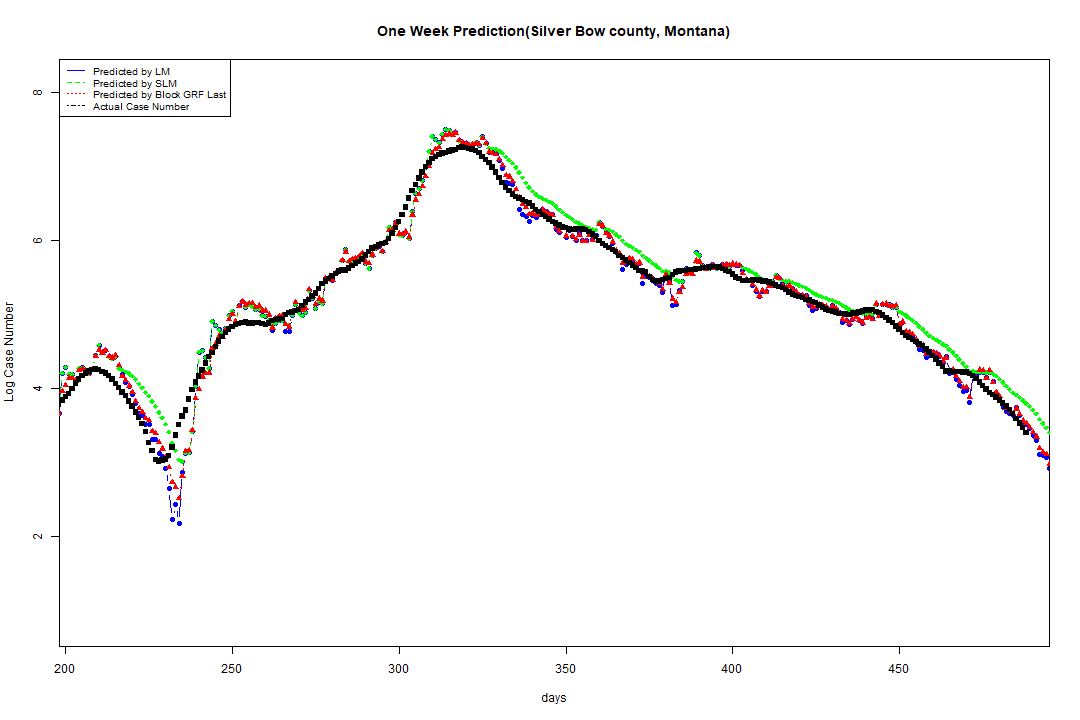 One Week Prediction(Silver Bow county, Montana)
Predicted by LM
Predicted by SLM
Predicted by Block GRF Last
Actual Case Number
8
6
4
2
Log Case Number
200 250 300 350 400 450
days